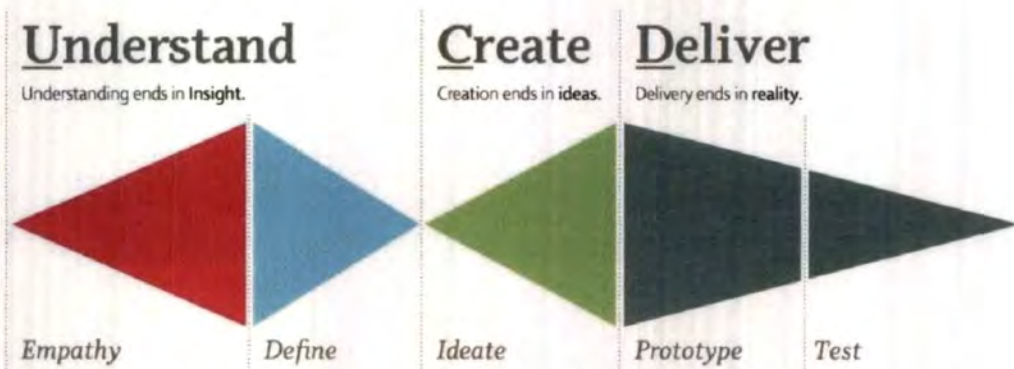 Understand
Understanding ends in Insight.
Create
Creation ends in ideas.
Deliver
Delivery ends in reality.
Empathy
Define
Ideate
Prototype
Test